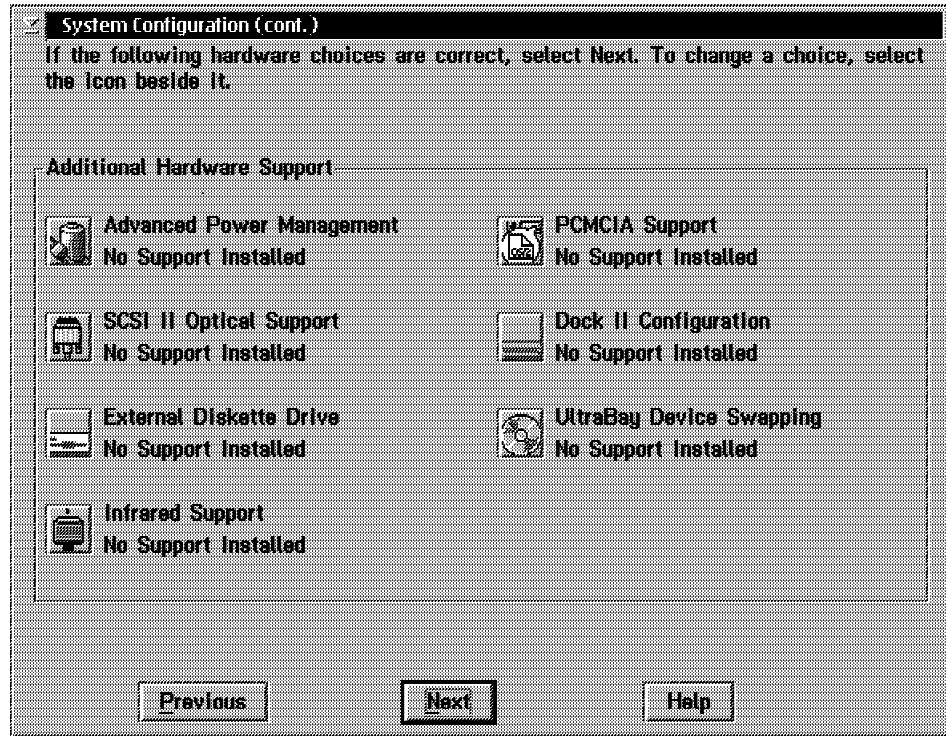 System Configuration (cont.)
If the following hardware choices are correct, select Next. To change a choice, select
the icon beside it.
Additional Hardware Support
Advanced Power Management
No Support Installed
PCMCIA Support
No Support Installed
SCSI II Optical Support
No Support Installed
Dock II Configuration
No Support Installed
External Diskette Drive
No Support Installed
UltraBay Device Swapping
No Support Installed
Infrared Support
No Support Installed
Previous
Next
Help